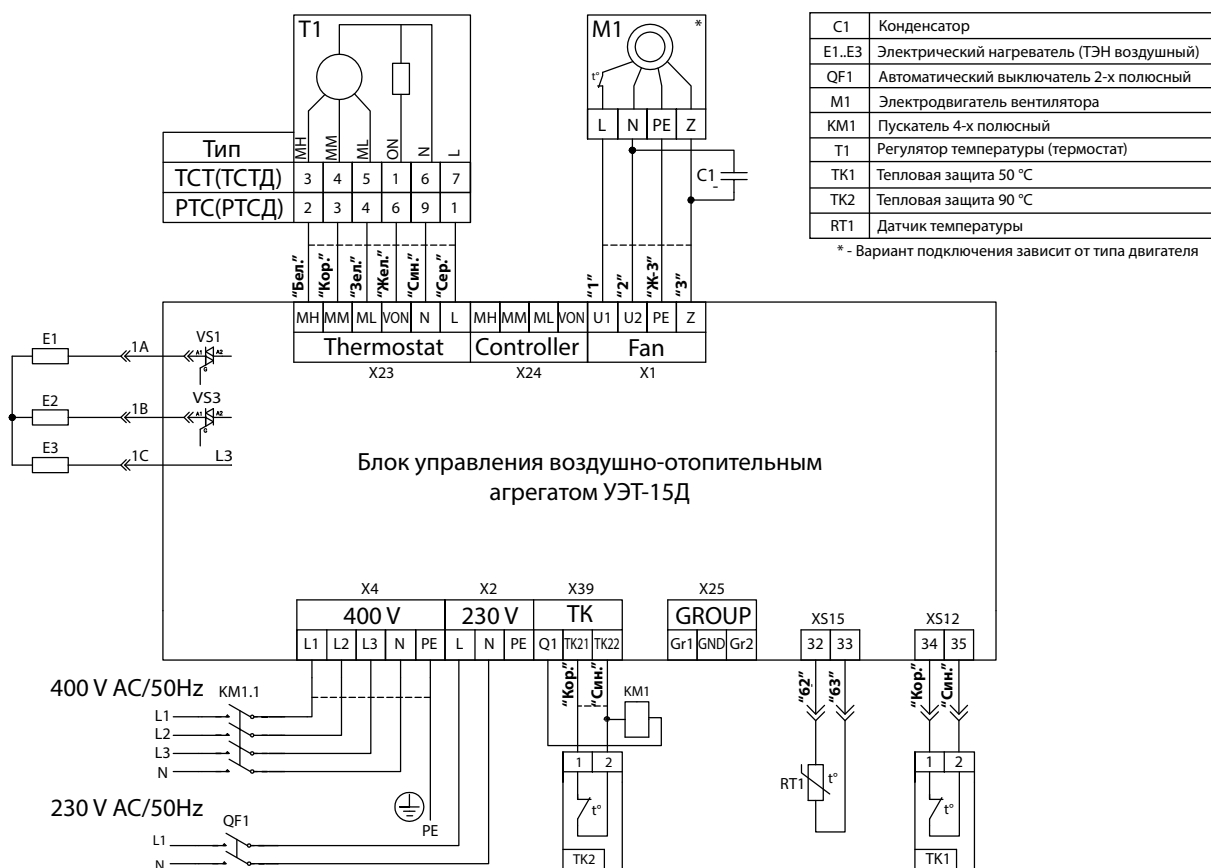 T1
M1
*
t°
L N PE Z
C1
MH MM ML ON N L
Тип
ТСТ(ТСТД) 3 4 5 1 6 7
РТС(РТСД) 2 3 4 6 9 1
"Бел." "Кор." "Зел." "Жел." "Син." "Сер."
"1" "2" "Ж-3" "3"
C1 Конденсатор
E1..E3 Электрический нагреватель (ТЭН воздушный)
QF1 Автоматический выключатель 2-х полюсный
M1 Электродвигатель вентилятора
KM1 Пускатель 4-х полюсный
T1 Регулятор температуры (термостат)
TK1 Тепловая защита 50 °C
TK2 Тепловая защита 90 °C
RT1 Датчик температуры
* - Вариант подключения зависит от типа двигателя
MH MM ML VON N L MH MM ML VON U1 U2 PE Z
Thermostat Controller Fan
X23 X24 X1
E1 1A A1 A2 G VS1
E2 1B A1 A2 G VS3
E3 1C L3
Блок управления воздушно-отопительным
агрегатом УЭТ-15Д
X4 X2 X39 X25 XS15 XS12
400 V 230 V TK GROUP
L1 L2 L3 N PE L N PE Q1 TK21 TK22 Gr1 GND Gr2 32 33 34 35
"Кор." "Син." "62" "63" "Кор." "Син."
400 V AC/50Hz KM1.1 KM1
L1
L2
L3
N
1 2
t°
TK2
RT1 t°
1 2
t°
TK1
230 V AC/50Hz
QF1
PE
L1
N